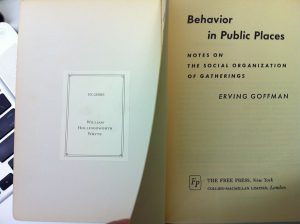 EX LIBRIS
WILLIAM
HOLLINGSWORTH
WHYTE
Behavior
in Public Places
NOTES ON
THE SOCIAL ORGANIZATION
OF GATHERINGS
ERVING GOFFMAN
Fp
THE FREE PRESS, New York
COLLIER-MACMILLAN LIMITED, London